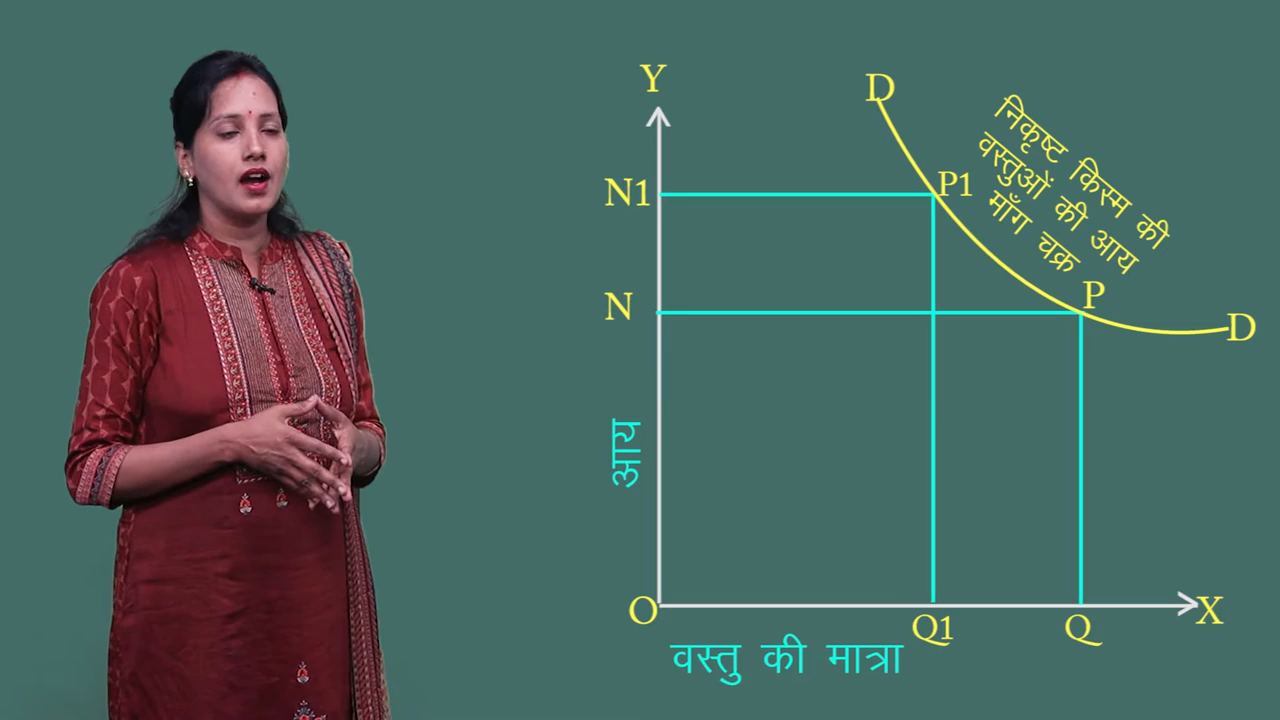 Y
D
निकृष्ट किस्म की
वस्तुओं की आय
माँग चक्र
N1
P1
N
P
D
आय
O
Q1
Q
X
वस्तु की मात्रा